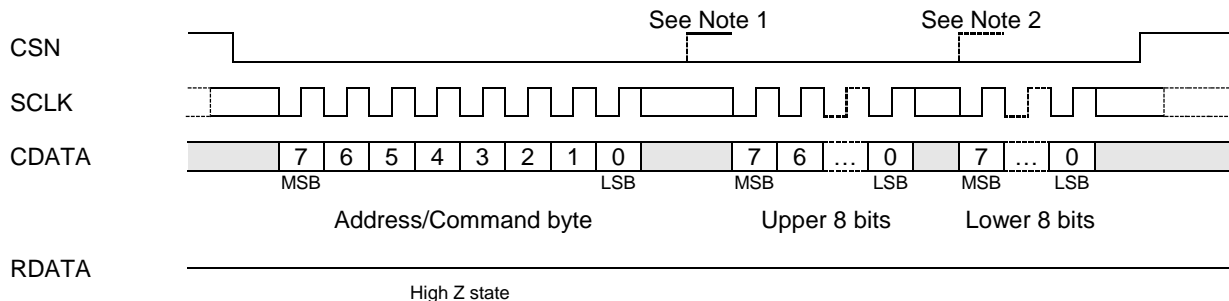 See Note 1 See Note 2
CSN
SCLK
CDATA 7 6 5 4 3 2 1 0 7 6 ... 0 7 ... 0
MSB LSB MSB LSB MSB LSB
Address/Command byte Upper 8 bits Lower 8 bits
RDATA
High Z state